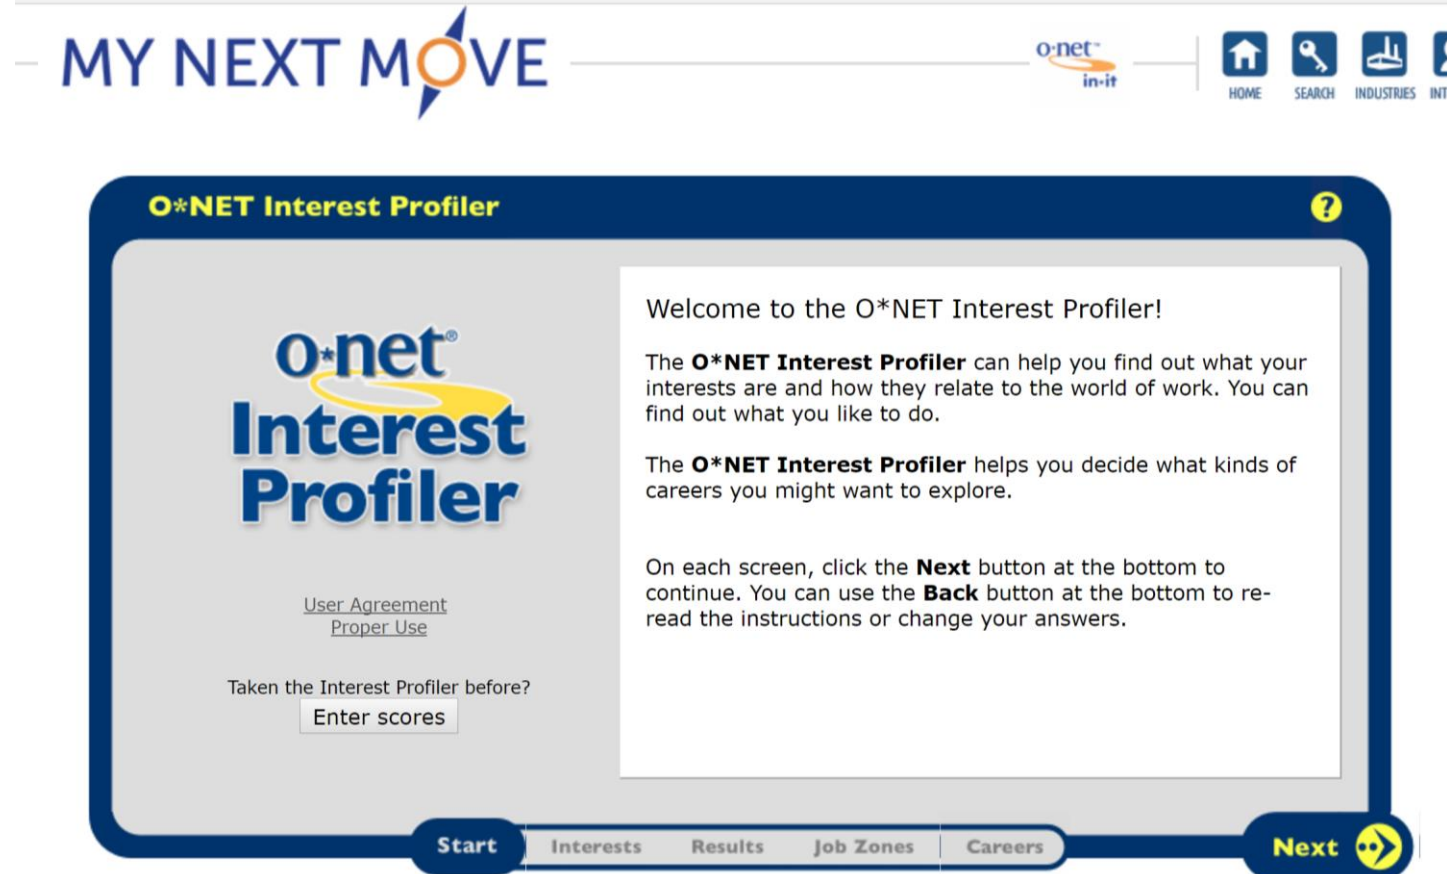 MY NEXT MOVE
o·net™
in-it
HOME
SEARCH
INDUSTRIES
O*NET Interest Profiler
?
o*net®
Interest
Profiler
User Agreement
Proper Use
Taken the Interest Profiler before?
Enter scores
Welcome to the O*NET Interest Profiler!
The O*NET Interest Profiler can help you find out what your
interests are and how they relate to the world of work. You can
find out what you like to do.
The O*NET Interest Profiler helps you decide what kinds of
careers you might want to explore.
On each screen, click the Next button at the bottom to
continue. You can use the Back button at the bottom to re-
read the instructions or change your answers.
Start Interests Results Job Zones Careers
Next